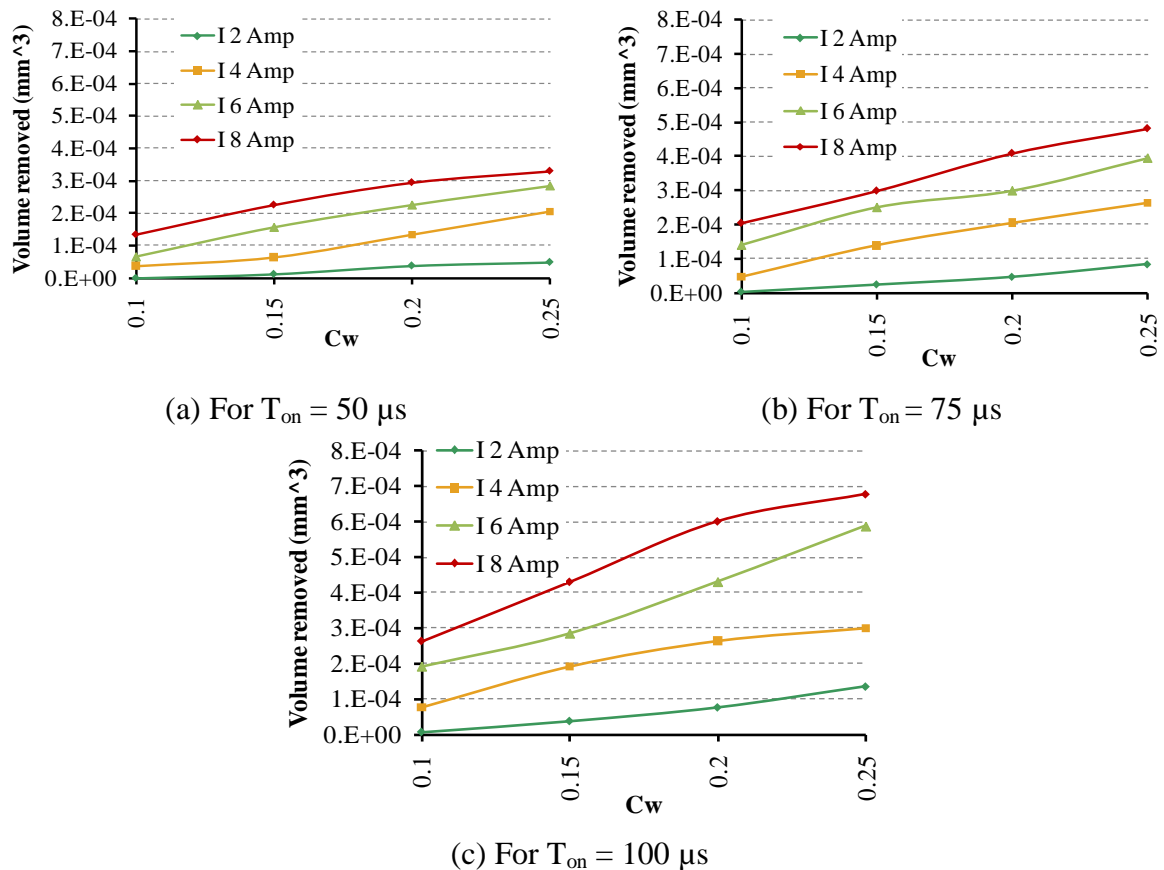 Volume removed (mm^3)
8.E-04
7.E-04
6.E-04
5.E-04
4.E-04
3.E-04
2.E-04
1.E-04
0.E+00
I 2 Amp
I 4 Amp
I 6 Amp
I 8 Amp
0.1
0.15
0.2
0.25
Cw
(a) For Ton = 50 µs
Volume removed (mm^3)
8.E-04
7.E-04
6.E-04
5.E-04
4.E-04
3.E-04
2.E-04
1.E-04
0.E+00
I 2 Amp
I 4 Amp
I 6 Amp
I 8 Amp
0.1
0.15
0.2
0.25
Cw
(b) For Ton = 75 µs
Volume removed (mm^3)
8.E-04
7.E-04
6.E-04
5.E-04
4.E-04
3.E-04
2.E-04
1.E-04
0.E+00
I 2 Amp
I 4 Amp
I 6 Amp
I 8 Amp
0.1
0.15
0.2
0.25
Cw
(c) For Ton = 100 µs